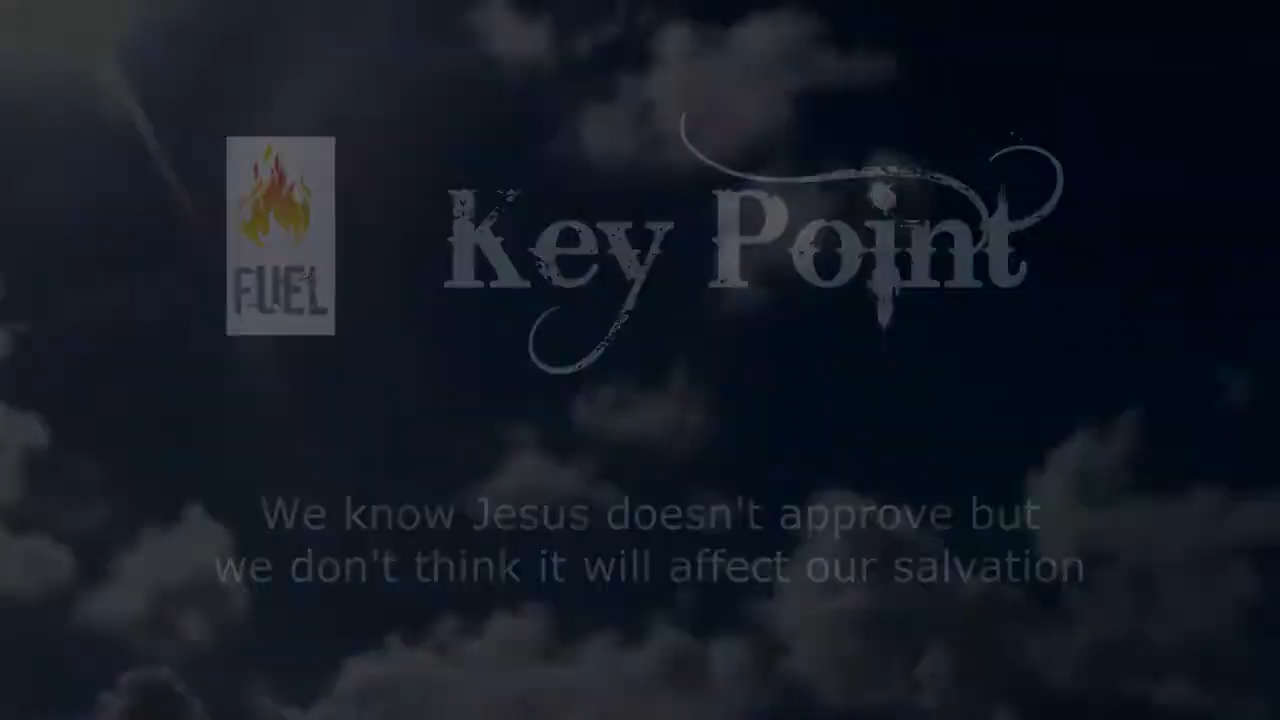 FUEL
Key Point
We know Jesus doesn't approve but
we don't think it will affect our salvation